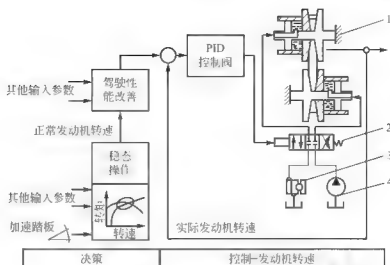 PID
控制阀
驾驶性
能改善
其他输入参数
正常发动机转速
稳态
操作
其他输入参数
加速踏板
转速
实际发动机转速
决策
控制-发动机转速
1
2
3
4